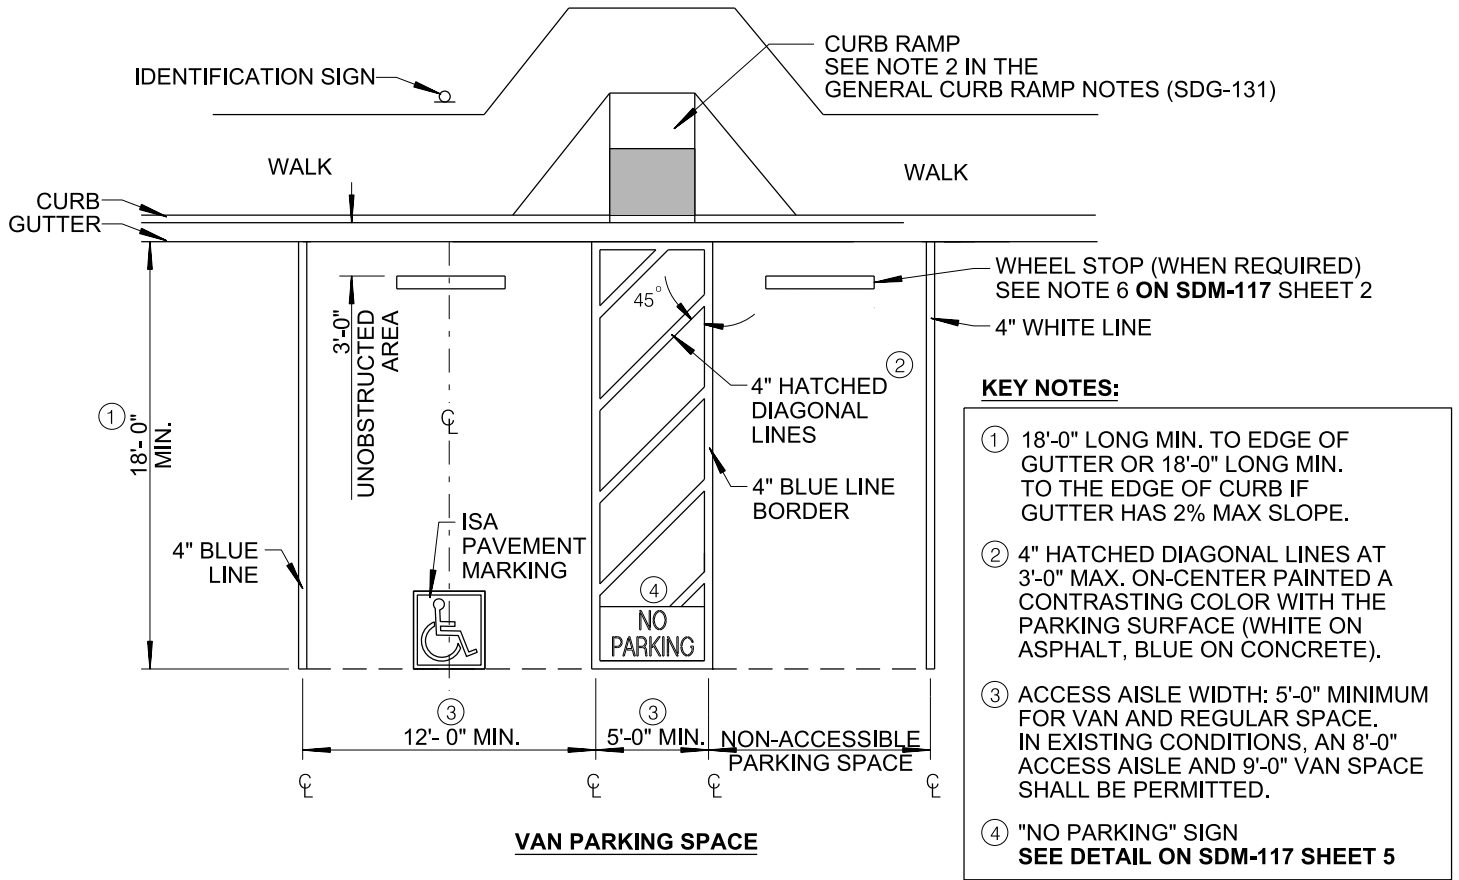 CURB RAMP
SEE NOTE 2 IN THE
GENERAL CURB RAMP NOTES (SDG-131)
IDENTIFICATION SIGN
WALK
WALK
CURB
GUTTER
WHEEL STOP (WHEN REQUIRED)
SEE NOTE 6 ON SDM-117 SHEET 2
4" WHITE LINE
45°
3'-0"
UNOBSTRUCTED
AREA
2
4" HATCHED
DIAGONAL
LINES
1
18'- 0"
MIN.
CL
4" BLUE LINE
BORDER
ISA
PAVEMENT
MARKING
4" BLUE
LINE
4
NO
PARKING
3
12'- 0" MIN.
3
5'-0" MIN.
NON-ACCESSIBLE
PARKING SPACE
CL
CL
CL
CL
VAN PARKING SPACE
KEY NOTES:
1 18'-0" LONG MIN. TO EDGE OF
GUTTER OR 18'-0" LONG MIN.
TO THE EDGE OF CURB IF
GUTTER HAS 2% MAX SLOPE.
2 4" HATCHED DIAGONAL LINES AT
3'-0" MAX. ON-CENTER PAINTED A
CONTRASTING COLOR WITH THE
PARKING SURFACE (WHITE ON
ASPHALT, BLUE ON CONCRETE).
3 ACCESS AISLE WIDTH: 5'-0" MINIMUM
FOR VAN AND REGULAR SPACE.
IN EXISTING CONDITIONS, AN 8'-0"
ACCESS AISLE AND 9'-0" VAN SPACE
SHALL BE PERMITTED.
4 "NO PARKING" SIGN
SEE DETAIL ON SDM-117 SHEET 5